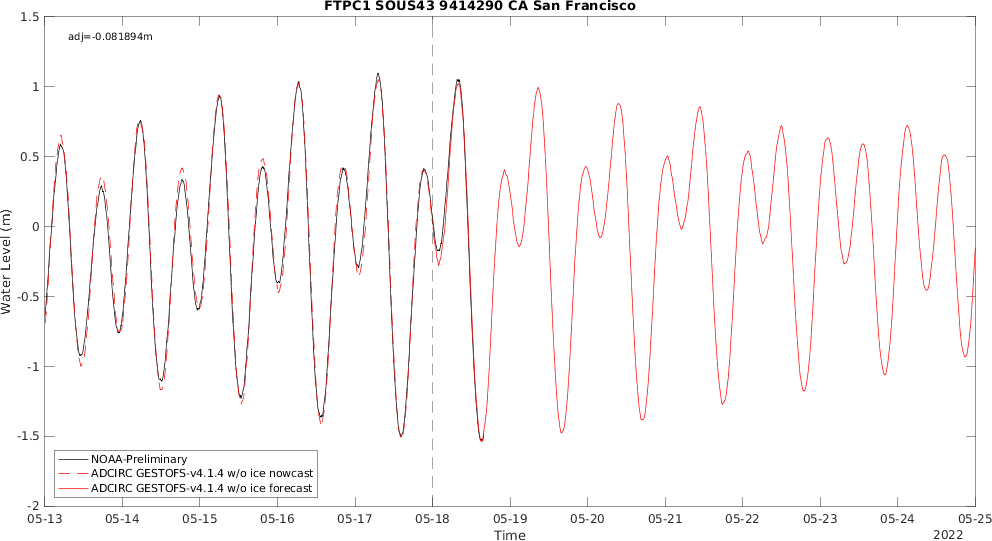 FTPC1 SOUS43 9414290 CA San Francisco
adj=-0.081894m
1.5
1
0.5
0
-0.5
-1
-1.5
-2
Water Level (m)
NOAA-Preliminary
ADCIRC GESTOFS-v4.1.4 w/o ice nowcast
ADCIRC GESTOFS-v4.1.4 w/o ice forecast
05-13 05-14 05-15 05-16 05-17 05-18 05-19 05-20 05-21 05-22 05-23 05-24 05-25
Time
2022